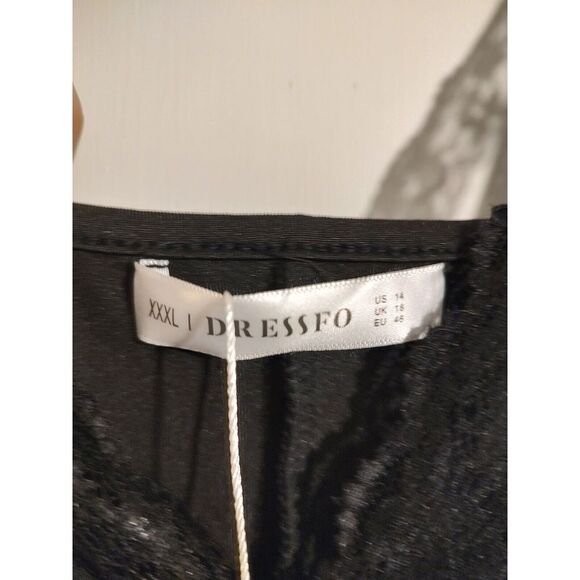 XXXL | DRESSFO
US 14
UK 18
EU 46